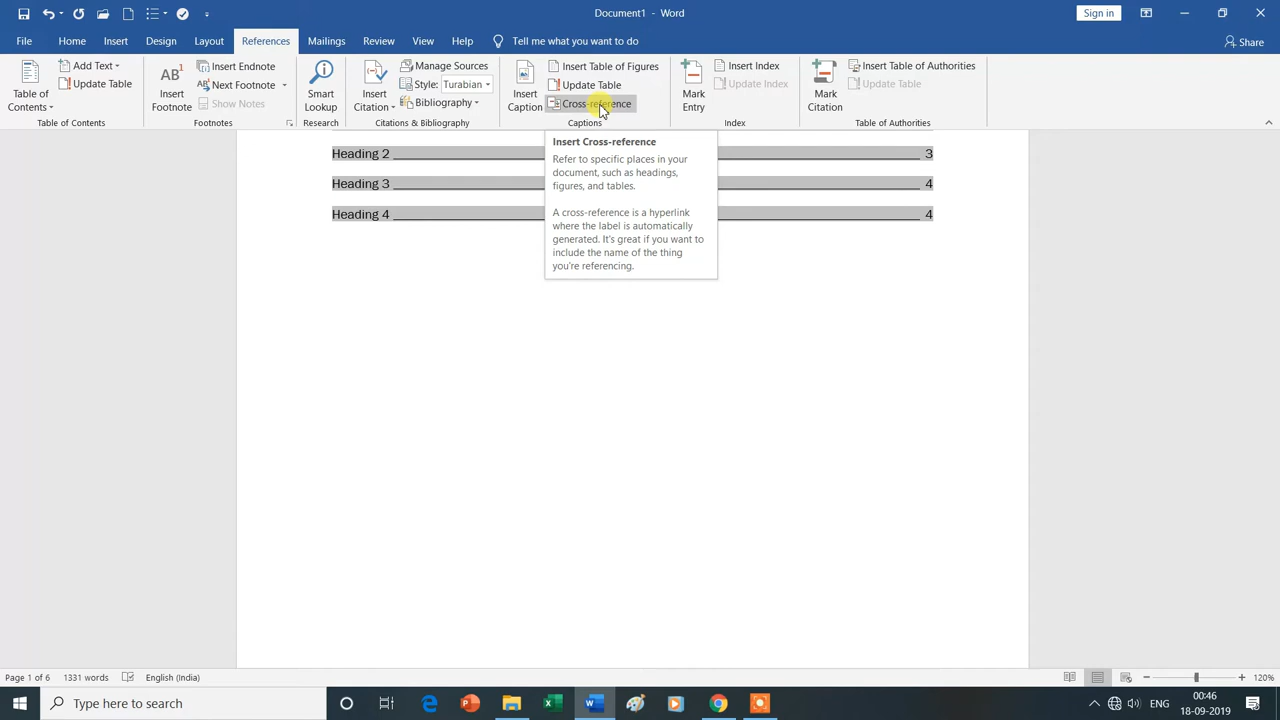 Document1 - Word
Sign in
File Home Insert Design Layout References Mailings Review View Help Tell me what you want to do Share
Table of Contents
Add Text
Update Table
Table of Contents
AB1
Insert Footnote
Insert Endnote
Next Footnote
Show Notes
Footnotes
Smart Lookup
Research
Insert Citation
Manage Sources
Style: Turabian
Bibliography
Citations & Bibliography
Insert Caption
Insert Table of Figures
Update Table
Cross-reference
Captions
Mark Entry
Insert Index
Update Index
Index
Mark Citation
Insert Table of Authorities
Update Table
Table of Authorities
Heading 2 3
Heading 3 4
Heading 4 4
Insert Cross-reference
Refer to specific places in your
document, such as headings,
figures, and tables.
A cross-reference is a hyperlink
where the label is automatically
generated. It's great if you want to
include the name of the thing
you're referencing.
Page 1 of 6 1331 words English (India) 120%
Type here to search
ENG
00:46
18-09-2019